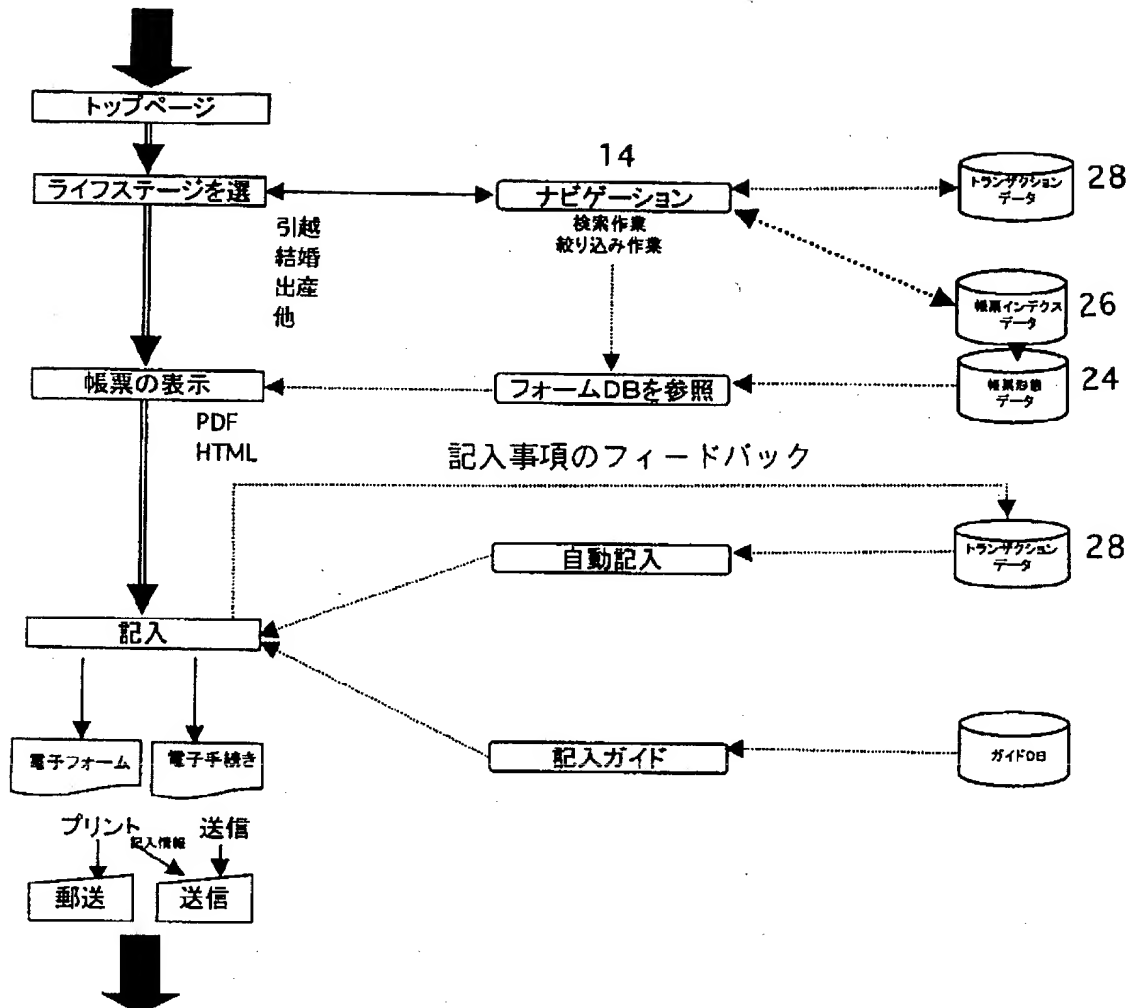 トップページ
14
ライフステージを選
ナビゲーション
トランザクション
データ
28
引越
結婚
出産
他
検索作業
絞り込み作業
帳票インデクス
データ
26
帳票の表示
フォームDBを参照
帳票形態
データ
24
PDF
HTML
記入事項のフィードバック
自動記入
トランザクション
データ
28
記入
電子フォーム
電子手続き
記入ガイド
ガイドDB
プリント
記入情報
送信
郵送
送信